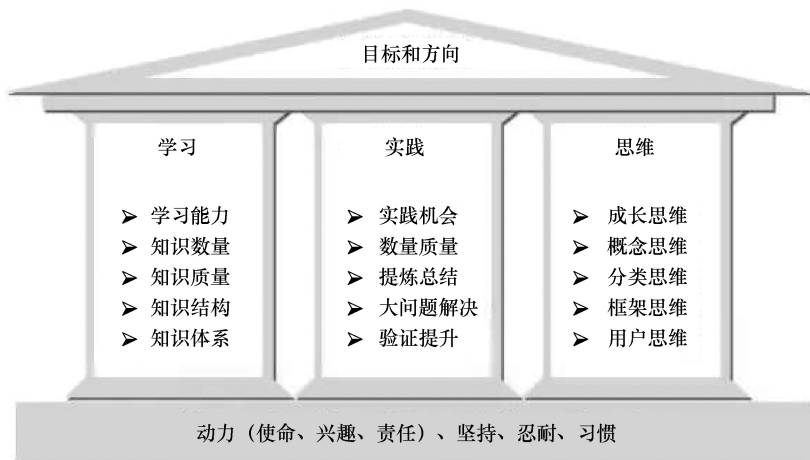 目标和方向
学习
学习能力
知识数量
知识质量
知识结构
知识体系
实践
实践机会
数量质量
提炼总结
大问题解决
验证提升
思维
成长思维
概念思维
分类思维
框架思维
用户思维
动力（使命、兴趣、责任）、坚持、忍耐、习惯